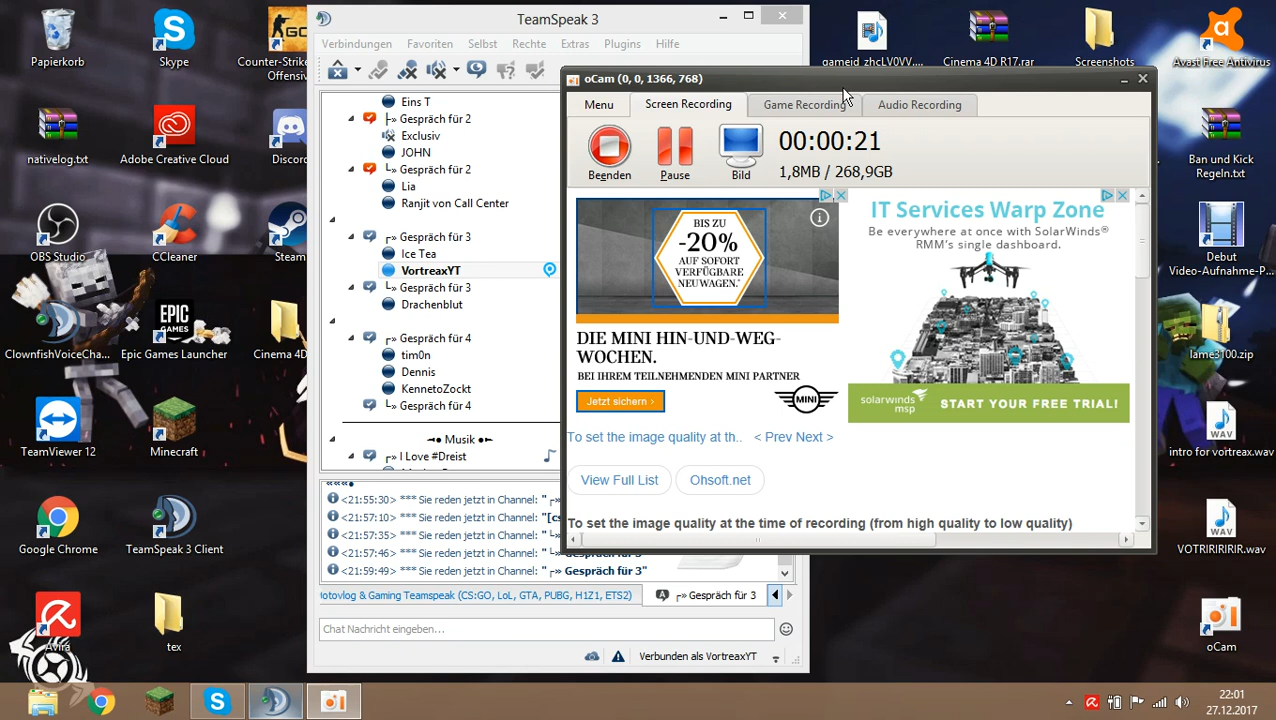 Papierkorb
Skype
Counter-Strike
Offensiv
nativelog.txt
Adobe Creative Cloud
Discord
OBS Studio
CCleaner
Steam
ClownfishVoiceCha...
Epic Games Launcher
EPIC
GAMES
Cinema 4D
TeamViewer 12
Minecraft
Google Chrome
TeamSpeak 3 Client
Avira
tex
TeamSpeak 3
Verbindungen
Favoriten
Selbst
Rechte
Extras
Plugins
Hilfe
Eins T
Gespräch für 2
Exclusiv
JOHN
Gespräch für 2
Lia
Ranjit von Call Center
Gespräch für 3
Ice Tea
VortreaxYT
Gespräch für 3
Drachenblut
Gespräch für 4
tim0n
Dennis
KennetoZockt
Gespräch für 4
Musik
I Love #Dreist
<21:55:30> *** Sie reden jetzt in Channel: "
<21:57:10> *** Sie reden jetzt in Channel: "[cs
<21:57:35> *** Sie reden jetzt in Channel: "
<21:57:46> *** Sie reden jetzt in Channel: "
<21:59:49> *** Sie reden jetzt in Channel: "┌» Gespräch für 3"
otovlog & Gaming Teamspeak (CS:GO, LoL, GTA, PUBG, H1Z1, ETS2)
┌» Gespräch für 3
Chat Nachricht eingeben...
Verbunden als VortreaxYT
oCam (0, 0, 1366, 768)
Menu
Screen Recording
Game Recording
Audio Recording
Beenden
Pause
Bild
00:00:21
1,8MB / 268,9GB
BIS ZU
-20%
AUF SOFORT
VERFÜGBARE
NEUWAGEN.*
DIE MINI HIN-UND-WEG-
WOCHEN.
BEI IHREM TEILNEHMENDEN MINI PARTNER
Jetzt sichern ›
MINI
IT Services Warp Zone
Be everywhere at once with SolarWinds®
RMM's single dashboard.
solarwinds
msp
START YOUR FREE TRIAL!
To set the image quality at th..
< Prev Next >
View Full List
Ohsoft.net
To set the image quality at the time of recording (from high quality to low quality)
Cinema 4D R17.rar
Screenshots
Avast Free Antivirus
Ban und Kick
Regeln.txt
Debut
Video-Aufnahme-P...
lame3100.zip
WAV
intro for vortreax.wav
WAV
VOTRIRIRIRIR.wav
oCam
22:01
27.12.2017